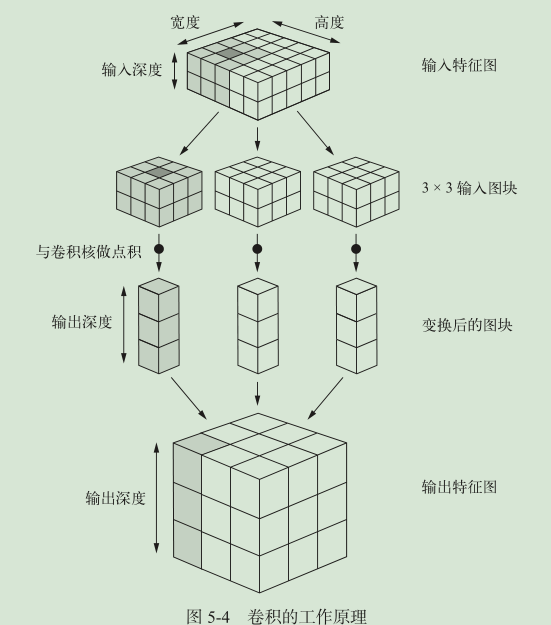 宽度
高度
输入深度
输入特征图
3 × 3 输入图块
与卷积核做点积
输出深度
变换后的图块
输出深度
输出特征图
图 5-4 卷积的工作原理